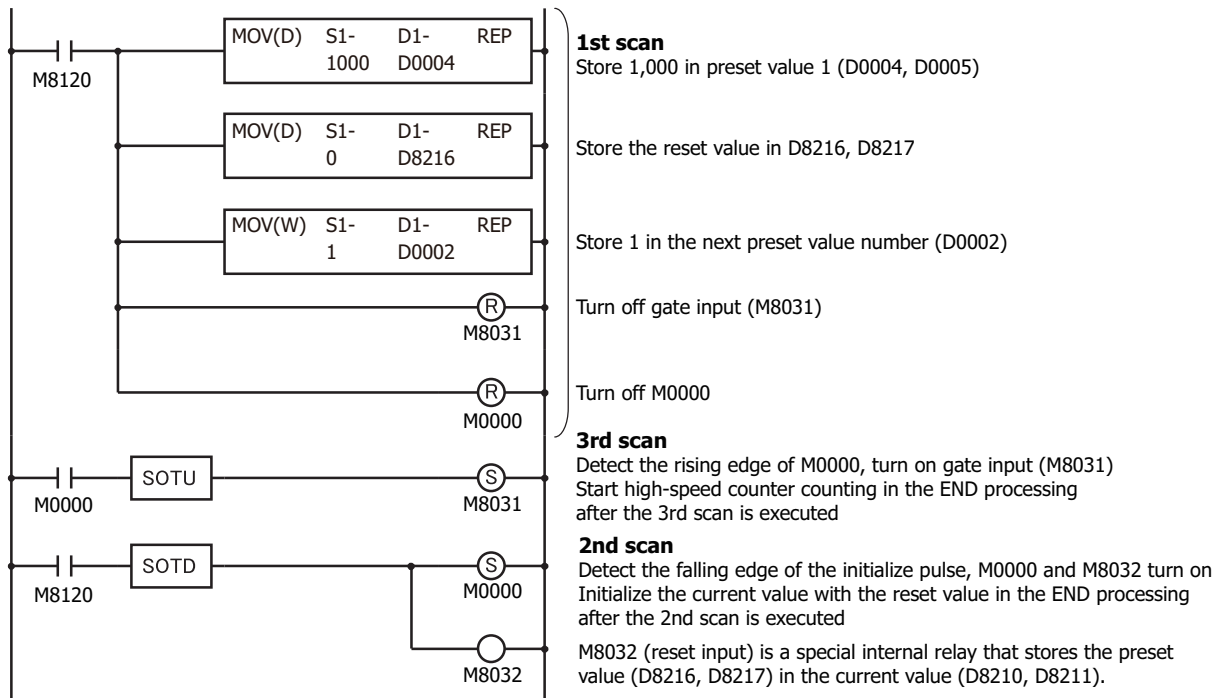 MOV(D) S1- D1- REP
1000 D0004
M8120
1st scan
Store 1,000 in preset value 1 (D0004, D0005)
MOV(D) S1- D1- REP
0 D8216
Store the reset value in D8216, D8217
MOV(W) S1- D1- REP
1 D0002
Store 1 in the next preset value number (D0002)
R
M8031
Turn off gate input (M8031)
R
M0000
Turn off M0000
3rd scan
M0000
SOTU
S
M8031
Detect the rising edge of M0000, turn on gate input (M8031)
Start high-speed counter counting in the END processing
after the 3rd scan is executed
2nd scan
M8120
SOTD
S
M0000
Detect the falling edge of the initialize pulse, M0000 and M8032 turn on
Initialize the current value with the reset value in the END processing
after the 2nd scan is executed
M8032
M8032 (reset input) is a special internal relay that stores the preset
value (D8216, D8217) in the current value (D8210, D8211).